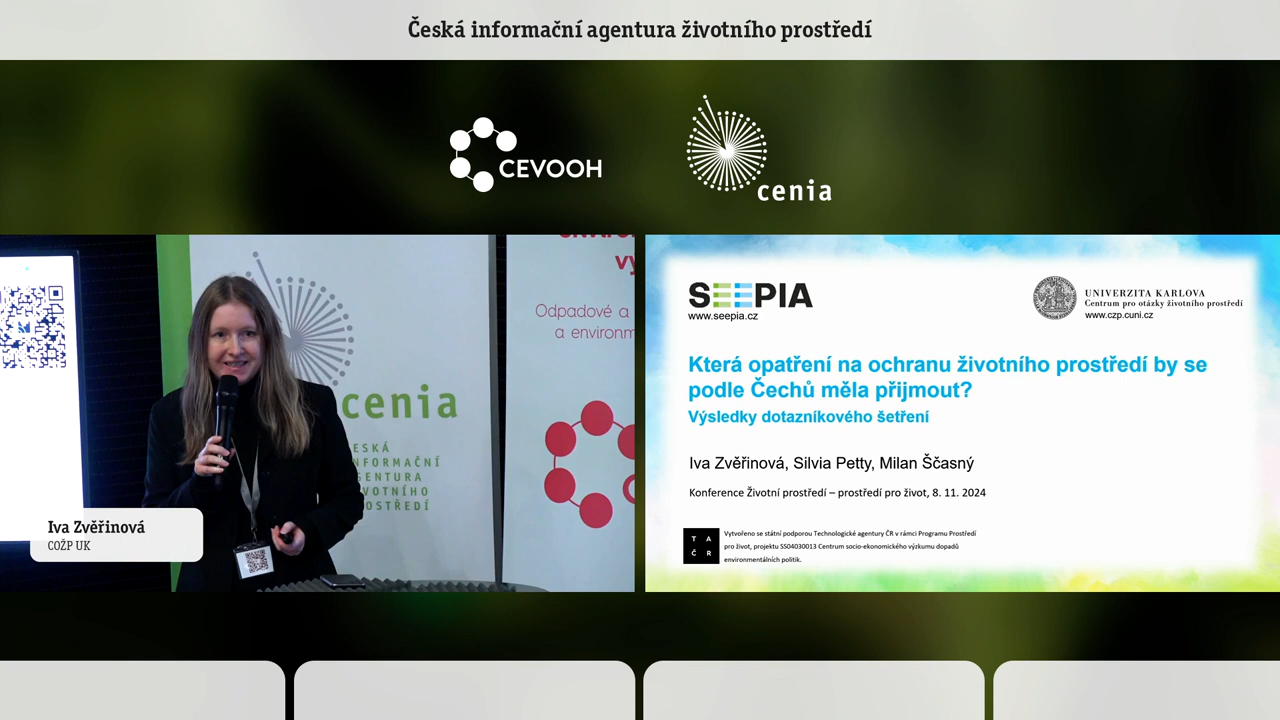 Česká informační agentura životního prostředí
CEVOOH
cenia
vy
Odpadové a
a environm
cenia
ČESKÁ
INFORMAČNÍ
AGENTURA
ŽIVOTNÍHO
PROSTŘEDÍ
Iva Zvěřinová
COŽP UK
SEEPIA
www.seepia.cz
UNIVERZITA KARLOVA
Centrum pro otázky životního prostředí
www.czp.cuni.cz
Která opatření na ochranu životního prostředí by se
podle Čechů měla přijmout?
Výsledky dotazníkového šetření
Iva Zvěřinová, Silvia Petty, Milan Ščasný
Konference Životní prostředí – prostředí pro život, 8. 11. 2024
T A
Č R
Vytvořeno se státní podporou Technologické agentury ČR v rámci Programu Prostředí
pro život, projektu SS04030013 Centrum socio-ekonomického výzkumu dopadů
environmentálních politik.